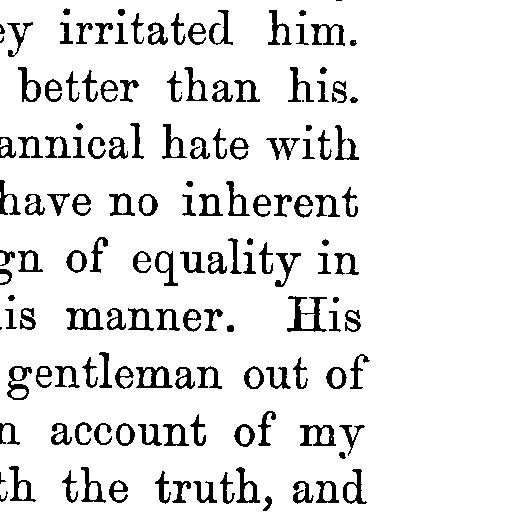 ey irritated him.
better than his.
annical hate with
have no inherent
gn of equality in
is manner. His
gentleman out of
n account of my
th the truth, and